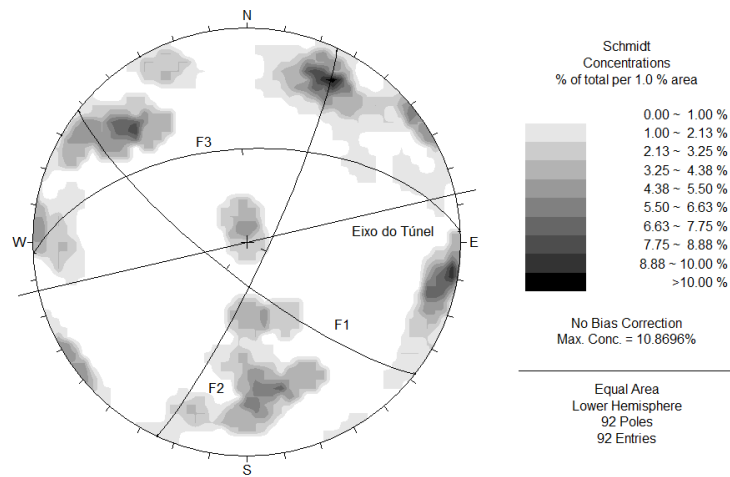 N
F3
W
Eixo do Túnel
E
F1
F2
S
Schmidt
Concentrations
% of total per 1.0 % area
0.00 ~ 1.00 %
1.00 ~ 2.13 %
2.13 ~ 3.25 %
3.25 ~ 4.38 %
4.38 ~ 5.50 %
5.50 ~ 6.63 %
6.63 ~ 7.75 %
7.75 ~ 8.88 %
8.88 ~ 10.00 %
>10.00 %
No Bias Correction
Max. Conc. = 10.8696%
Equal Area
Lower Hemisphere
92 Poles
92 Entries